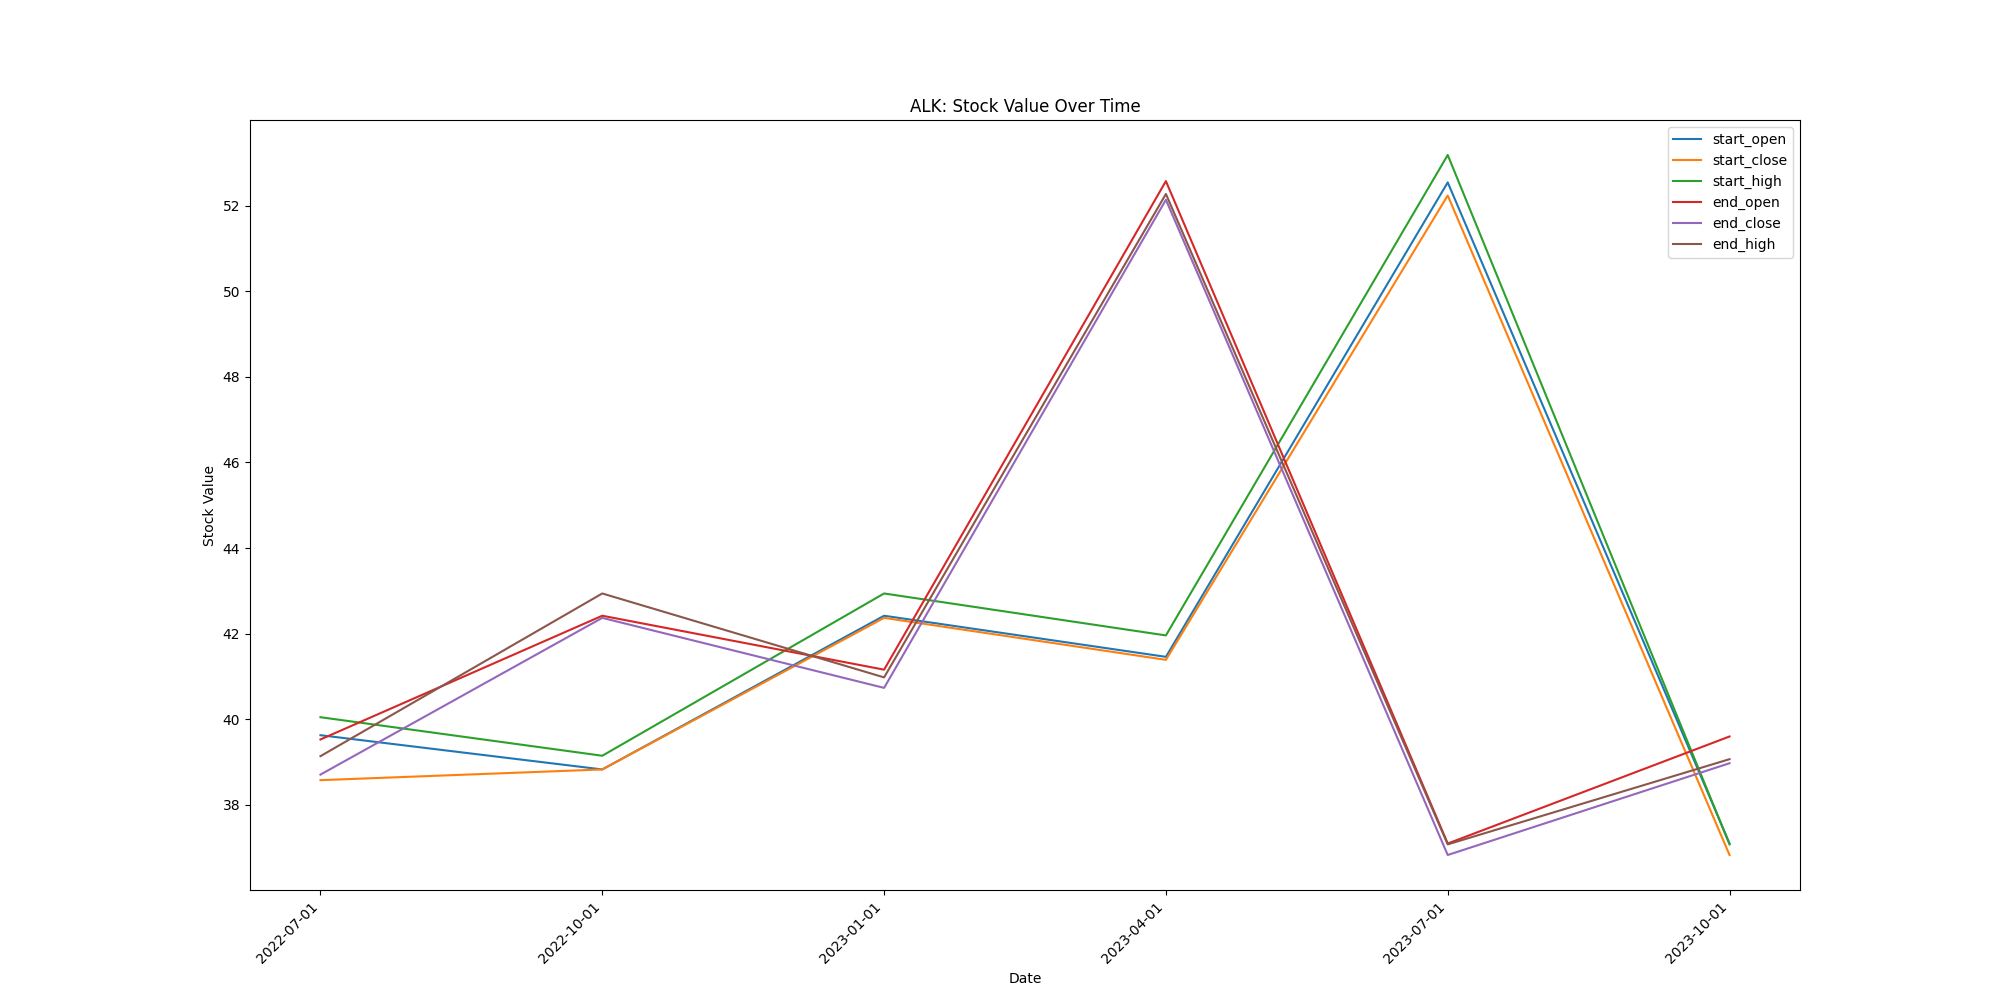 ALK: Stock Value Over Time
start_open
start_close
start_high
end_open
end_close
end_high
52
50
48
46
44
42
40
38
Stock Value
2022-07-01
2022-10-01
2023-01-01
2023-04-01
2023-07-01
2023-10-01
Date